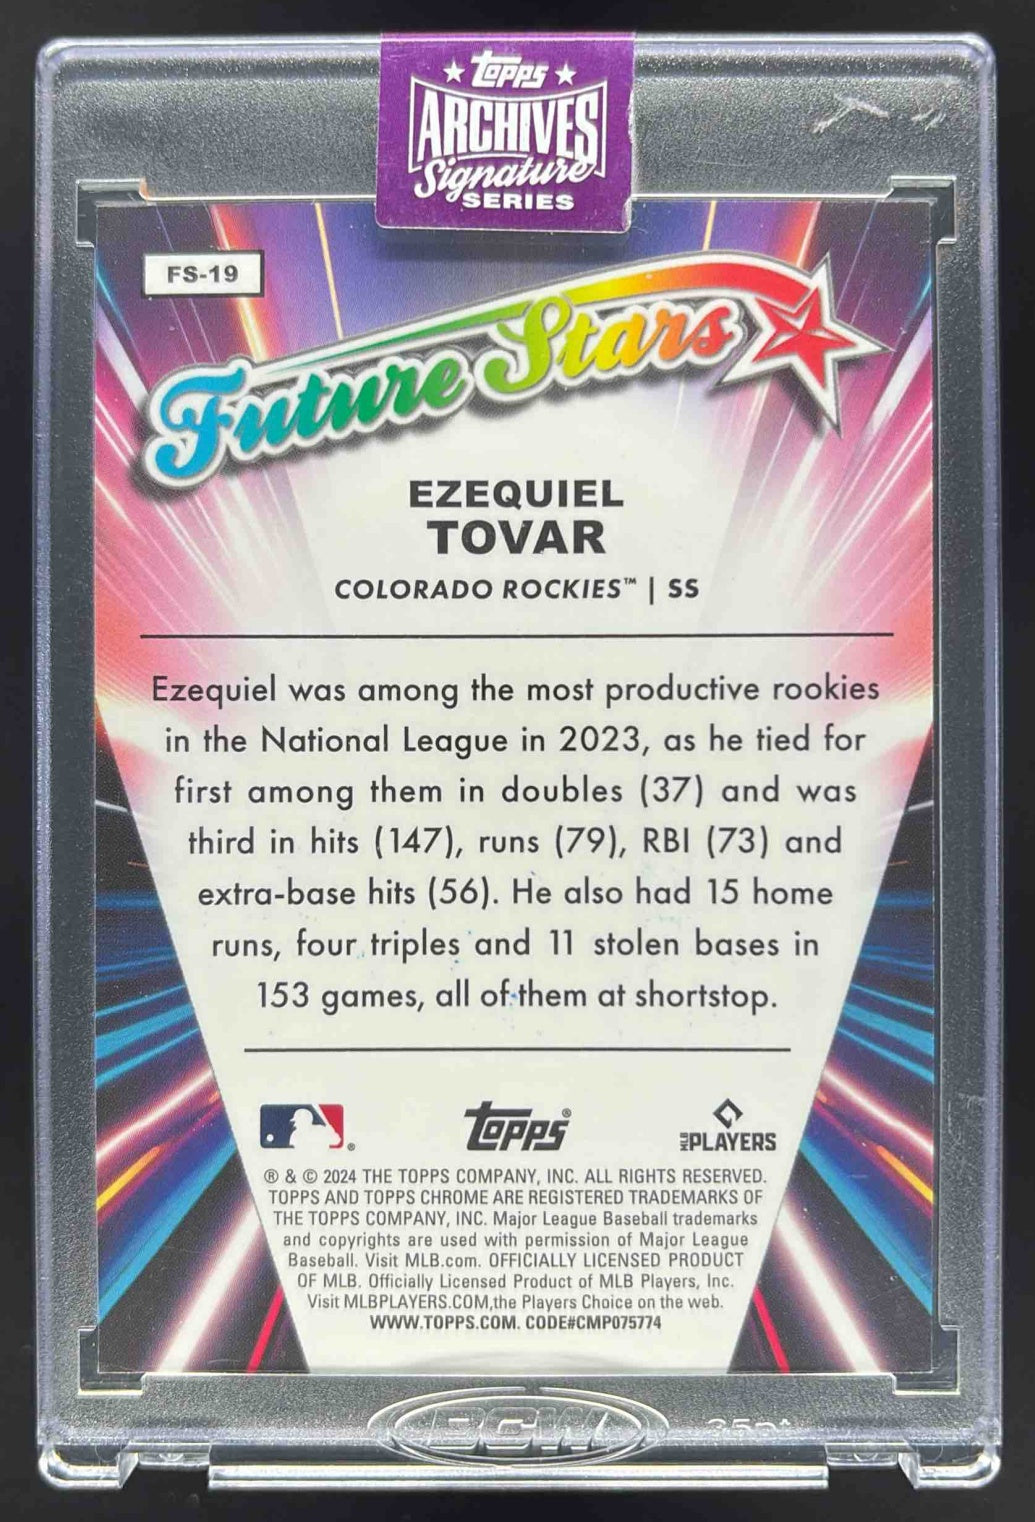 Topps
ARCHIVES
Signature
SERIES
FS-19
Future Stars
EZEQUIEL
TOVAR
COLORADO ROCKIES™ | SS
Ezequiel was among the most productive rookies
in the National League in 2023, as he tied for
first among them in doubles (37) and was
third in hits (147), runs (79), RBI (73) and
extra-base hits (56). He also had 15 home
runs, four triples and 11 stolen bases in
153 games, all of them at shortstop.
® Topps® MLB PLAYERS
® & © 2024 THE TOPPS COMPANY, INC. ALL RIGHTS RESERVED.
TOPPS AND TOPPS CHROME ARE REGISTERED TRADEMARKS OF
THE TOPPS COMPANY, INC. Major League Baseball trademarks
and copyrights are used with permission of Major League
Baseball. Visit MLB.com. OFFICIALLY LICENSED PRODUCT
OF MLB. Officially Licensed Product of MLB Players, Inc.
Visit MLBPLAYERS.COM,the Players Choice on the web.
WWW.TOPPS.COM. CODE#CMP075774
BCW 35pt